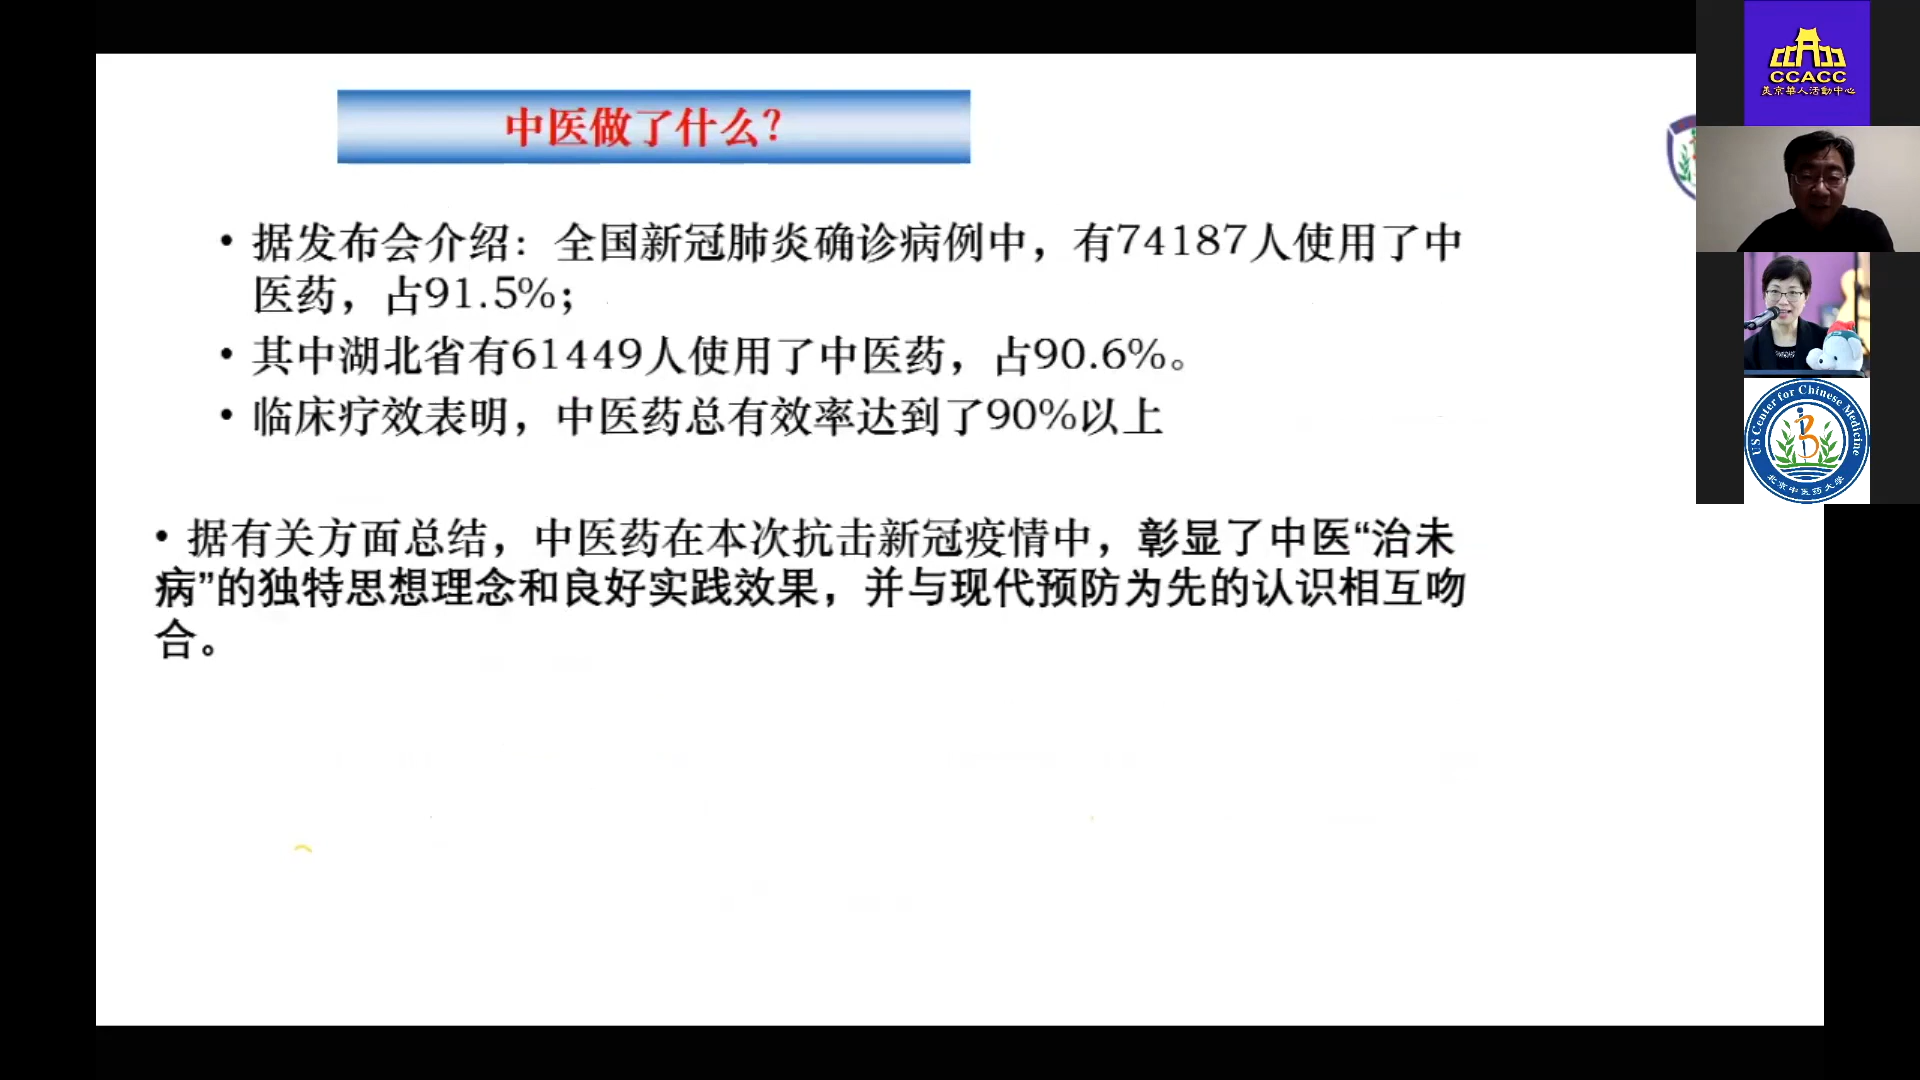 中医做了什么?
• 据发布会介绍：全国新冠肺炎确诊病例中，有74187人使用了中
医药，占91.5%；
• 其中湖北省有61449人使用了中医药，占90.6%。
• 临床疗效表明，中医药总有效率达到了90%以上
• 据有关方面总结，中医药在本次抗击新冠疫情中，彰显了中医“治未
病”的独特思想理念和良好实践效果，并与现代预防为先的认识相互吻
合。
CCACC
美京華人活動中心
US Center for Chinese Medicine
北京中医药大学